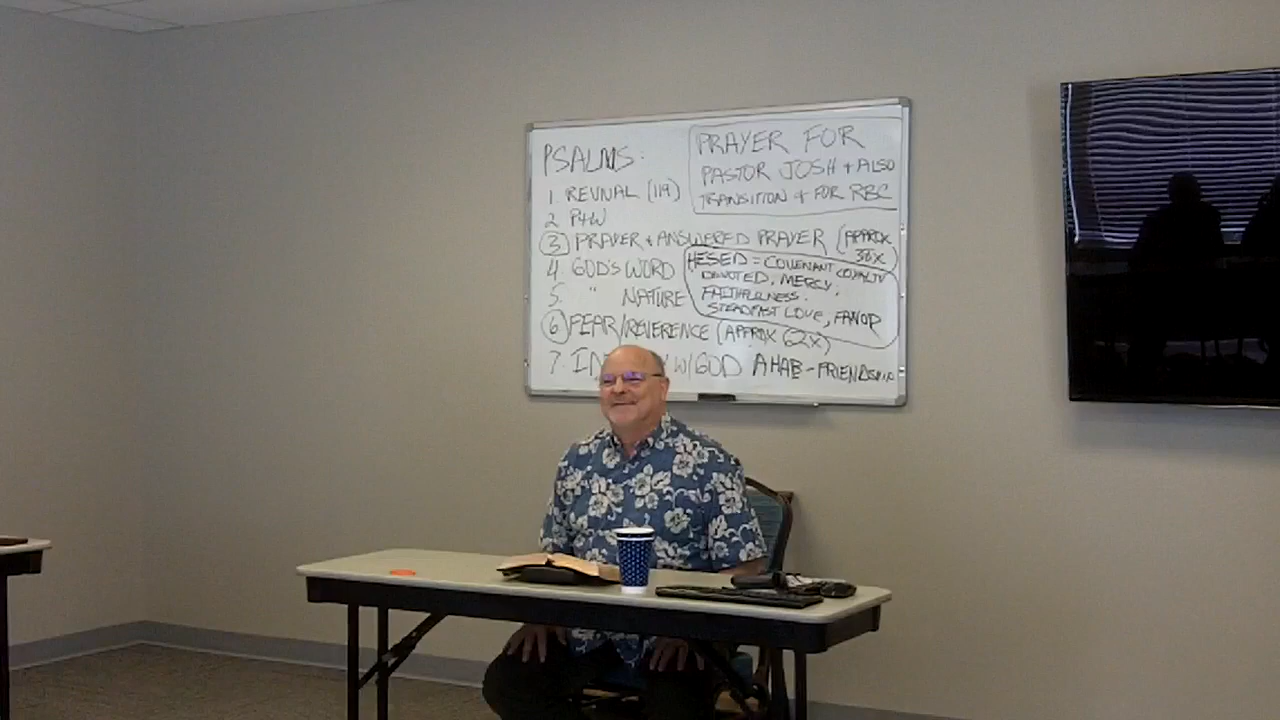 PSALMS:
1 REVIVAL (119)
2 P+W
3 PRAYER + ANSWERED PRAYER (APPROX 38X
4. GOD'S WORD
5. " NATURE
6 FEAR/REVERENCE (APPROX 62X)
7. W/GOD AHAB - FRIENDSHIP
PRAYER FOR
PASTOR JOSH + ALSO
TRANSITION + FOR RBC
HESED = COVENANT LOYALTY
DEVOTED, MERCY,
FAITHFULNESS.
STEADFAST LOVE, FAVOR